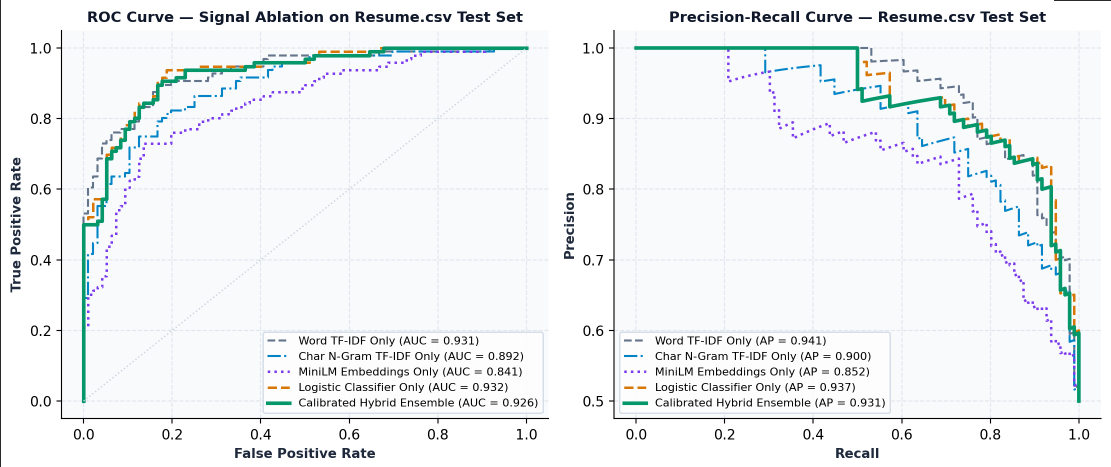 ROC Curve — Signal Ablation on Resume.csv Test Set
1.0
0.8
0.6
0.4
0.2
0.0
True Positive Rate
Word TF-IDF Only (AUC = 0.931)
Char N-Gram TF-IDF Only (AUC = 0.892)
MiniLM Embeddings Only (AUC = 0.841)
Logistic Classifier Only (AUC = 0.932)
Calibrated Hybrid Ensemble (AUC = 0.926)
0.0 0.2 0.4 0.6 0.8 1.0
False Positive Rate
Precision-Recall Curve — Resume.csv Test Set
1.0
0.9
0.8
0.7
0.6
0.5
Precision
Word TF-IDF Only (AP = 0.941)
Char N-Gram TF-IDF Only (AP = 0.900)
MiniLM Embeddings Only (AP = 0.852)
Logistic Classifier Only (AP = 0.937)
Calibrated Hybrid Ensemble (AP = 0.931)
0.0 0.2 0.4 0.6 0.8 1.0
Recall